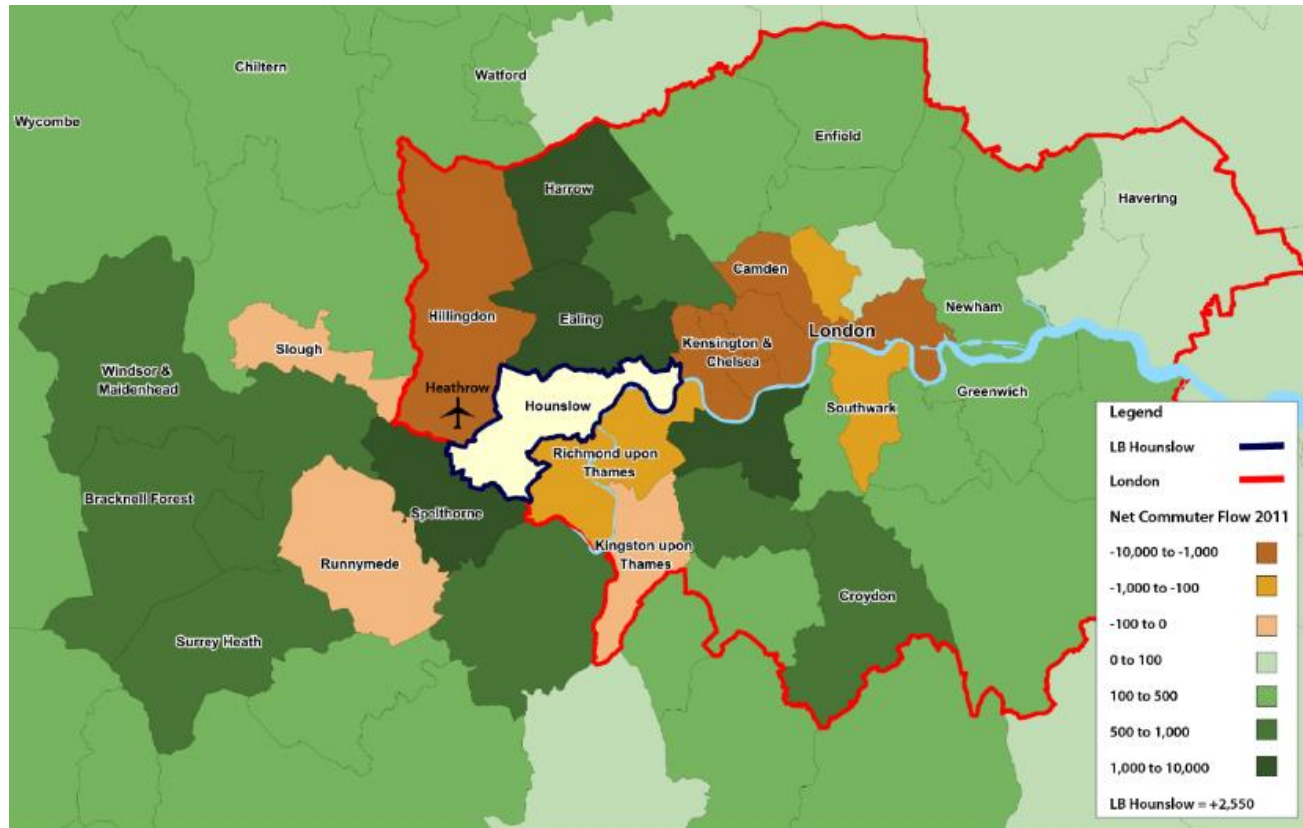 Chiltern
Watford
Wycombe
Enfield
Harrow
Havering
Camden
Hillingdon
Ealing
Newham
London
Slough
Kensington &
Chelsea
Windsor &
Maidenhead
Heathrow
Hounslow
Southwark
Greenwich
Richmond upon
Thames
Bracknell Forest
Spelthorne
Kingston upon
Thames
Runnymede
Croydon
Surrey Heath
Legend
LB Hounslow
London
Net Commuter Flow 2011
-10,000 to -1,000
-1,000 to -100
-100 to 0
0 to 100
100 to 500
500 to 1,000
1,000 to 10,000
LB Hounslow = +2,550